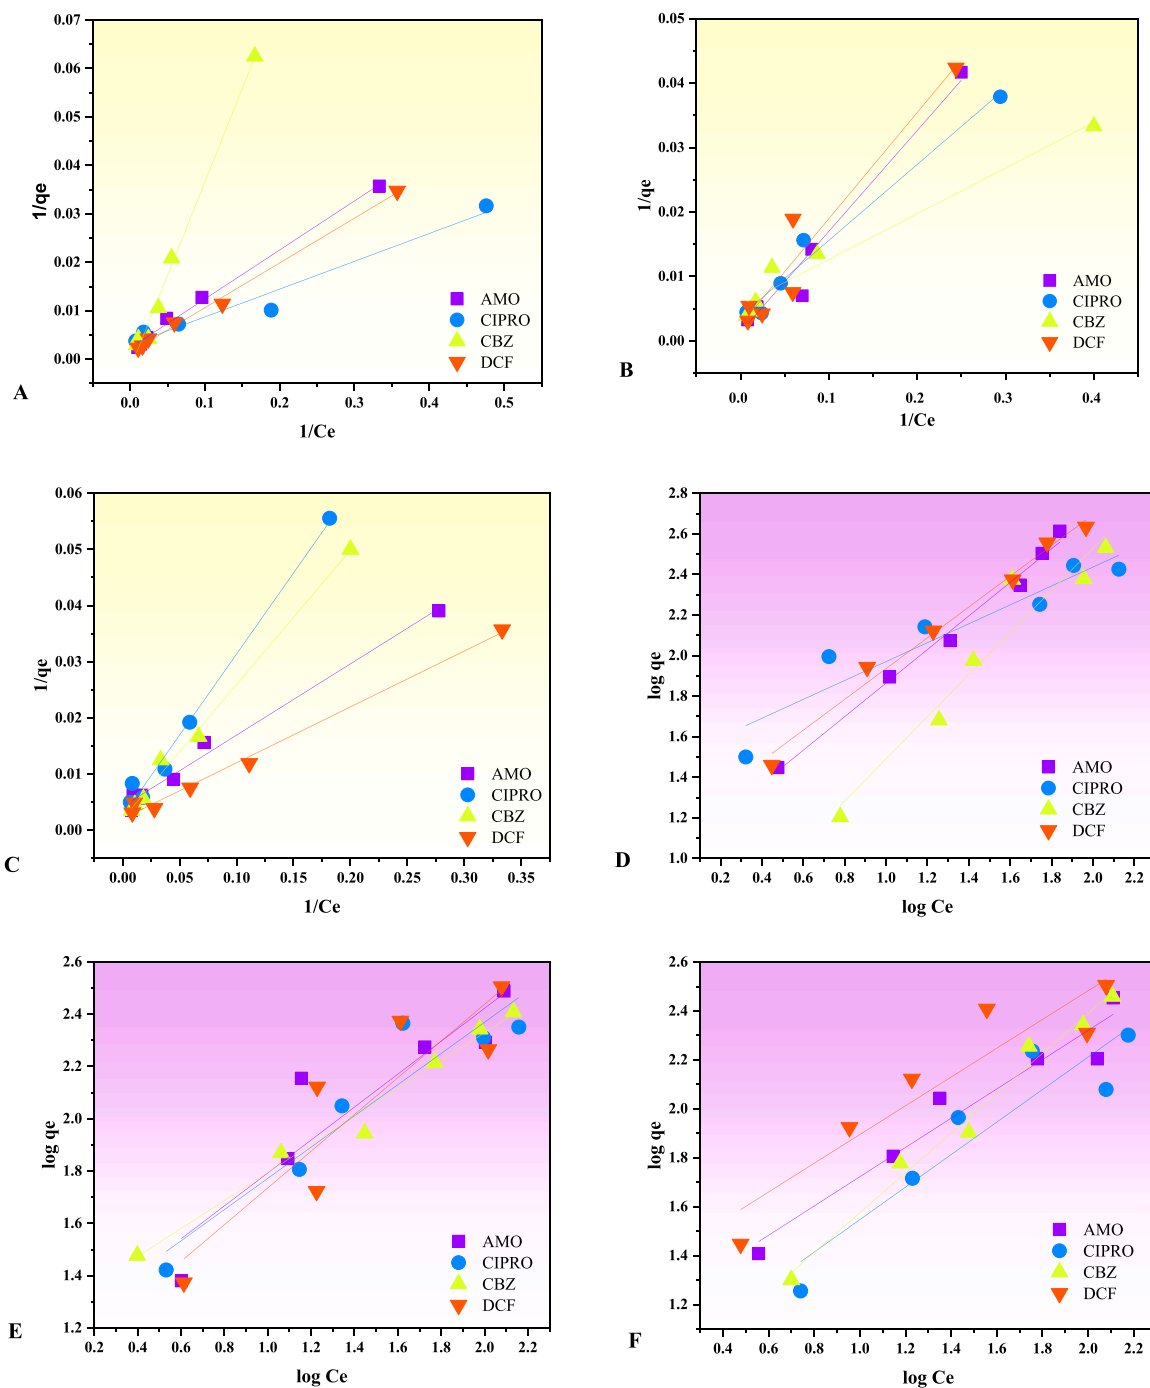 0.07
0.06
0.05
0.04
0.03
0.02
0.01
0.00
1/qe
AMO
CIPRO
CBZ
DCF
0.0 0.1 0.2 0.3 0.4 0.5
1/Ce
A
0.05
0.04
0.03
0.02
0.01
0.00
1/qe
AMO
CIPRO
CBZ
DCF
0.0 0.1 0.2 0.3 0.4
1/Ce
B
0.06
0.05
0.04
0.03
0.02
0.01
0.00
1/qe
AMO
CIPRO
CBZ
DCF
0.00 0.05 0.10 0.15 0.20 0.25 0.30 0.35
1/Ce
C
2.8
2.6
2.4
2.2
2.0
1.8
1.6
1.4
1.2
1.0
log qe
AMO
CIPRO
CBZ
DCF
0.2 0.4 0.6 0.8 1.0 1.2 1.4 1.6 1.8 2.0 2.2
log Ce
D
2.6
2.4
2.2
2.0
1.8
1.6
1.4
1.2
log qe
AMO
CIPRO
CBZ
DCF
0.2 0.4 0.6 0.8 1.0 1.2 1.4 1.6 1.8 2.0 2.2
log Ce
E
2.6
2.4
2.2
2.0
1.8
1.6
1.4
1.2
log qe
AMO
CIPRO
CBZ
DCF
0.4 0.6 0.8 1.0 1.2 1.4 1.6 1.8 2.0 2.2
log Ce
F